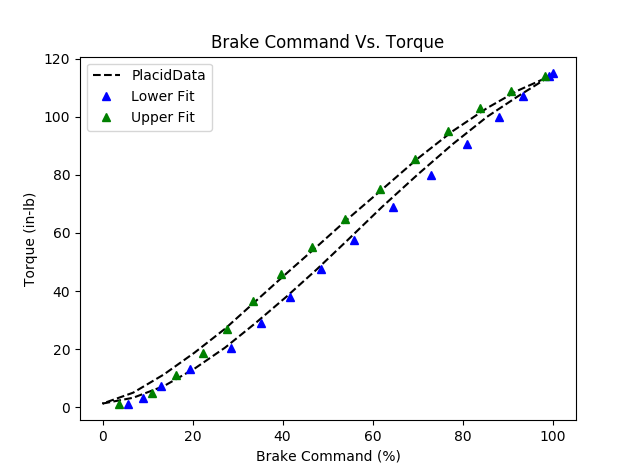 Brake Command Vs. Torque
PlacidData
Lower Fit
Upper Fit
120
100
80
60
40
20
0
Torque (in-lb)
0 20 40 60 80 100
Brake Command (%)